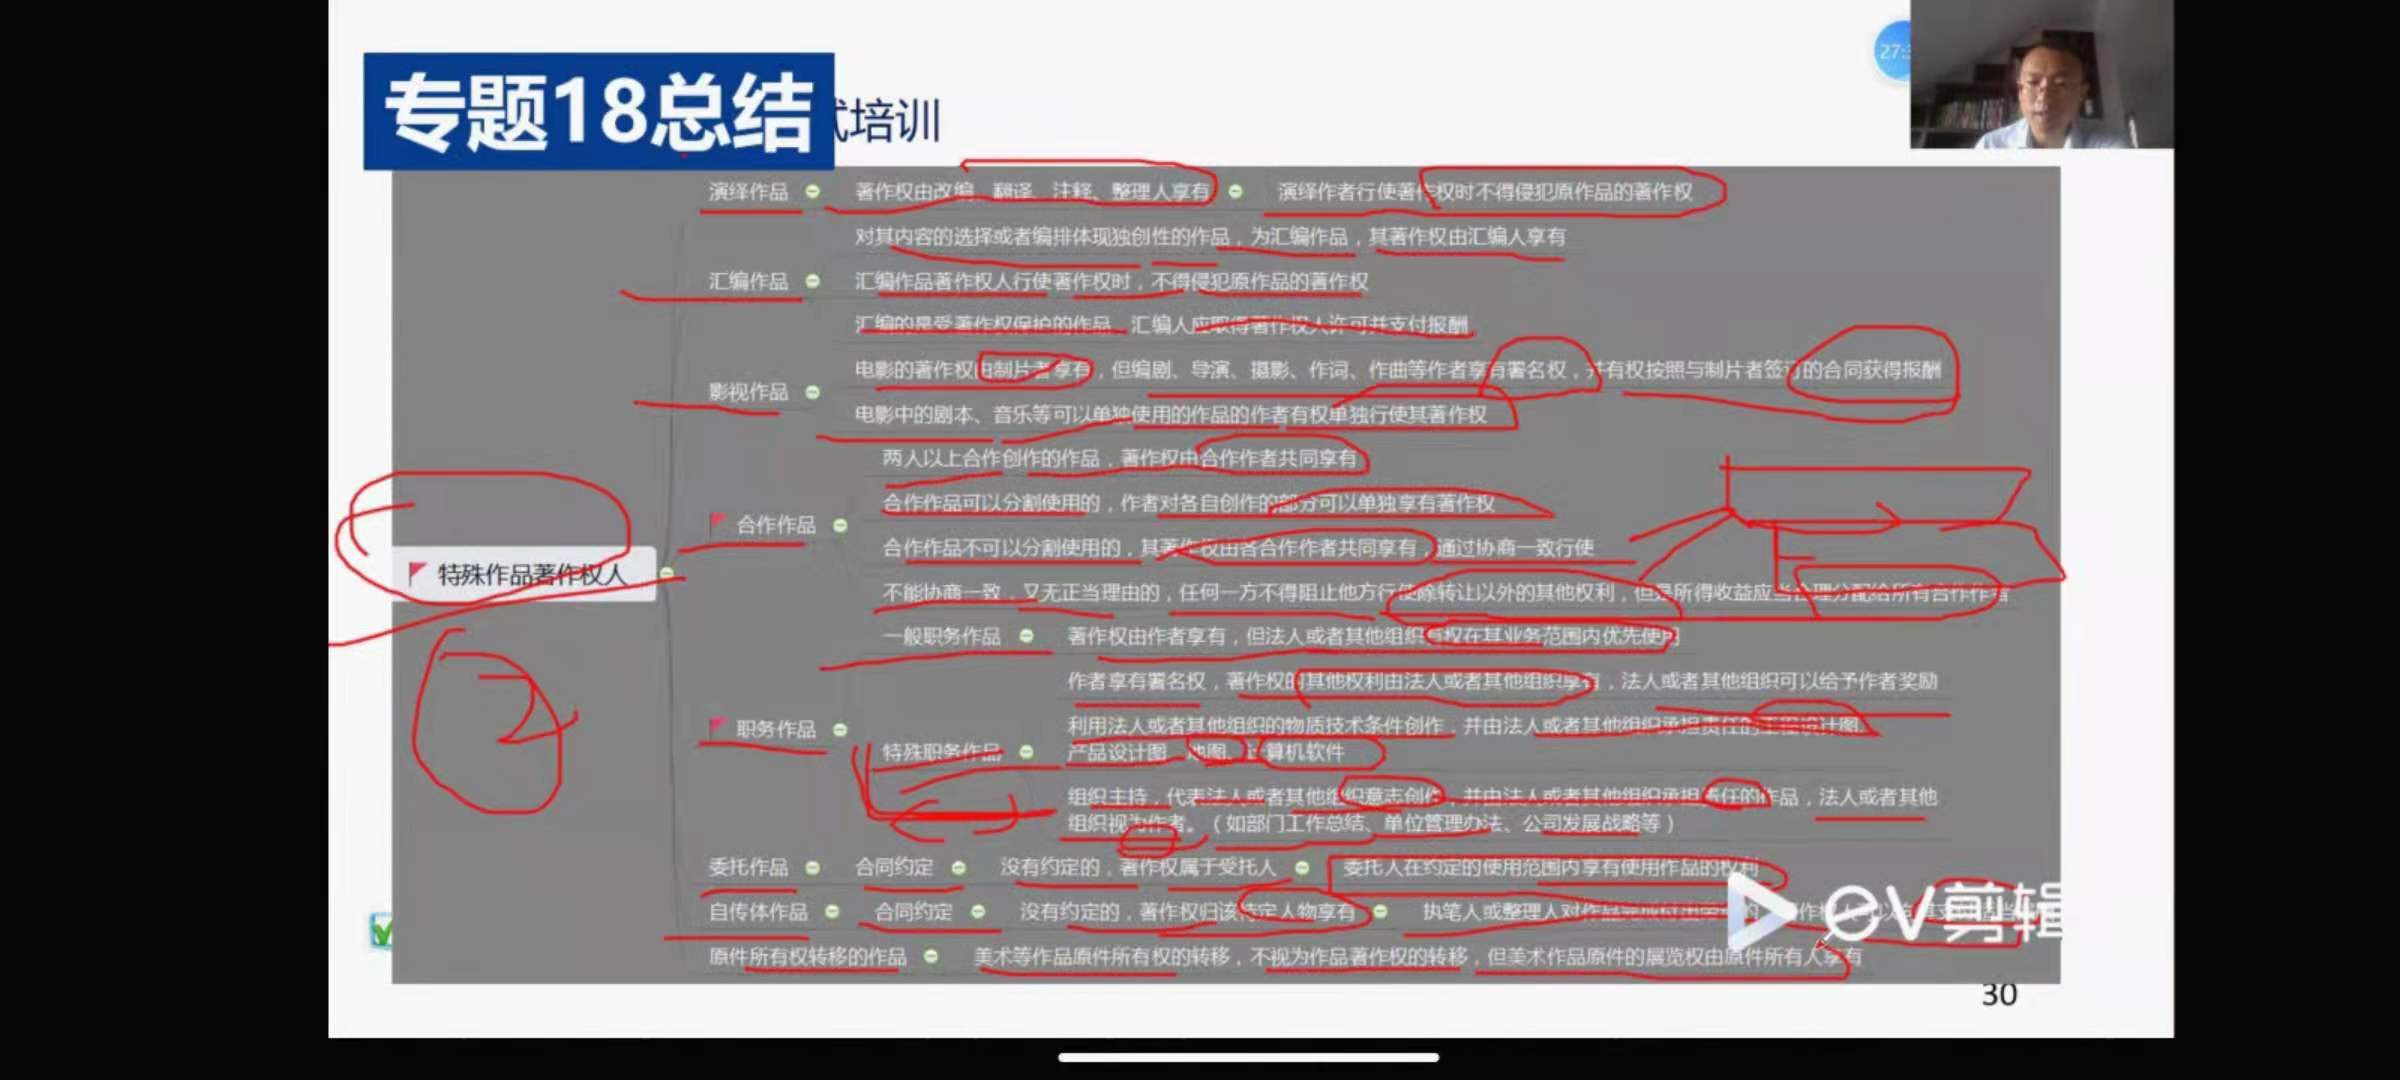 专题18总结
试培训
27:
演绎作品
著作权由改编、翻译、注释、整理人享有
演绎作者行使著作权时不得侵犯原作品的著作权
对其内容的选择或者编排体现独创性的作品，为汇编作品，其著作权由汇编人享有
汇编作品
汇编作品著作权人行使著作权时，不得侵犯原作品的著作权
汇编的是受著作权保护的作品，汇编人应取得著作权人许可并支付报酬
电影的著作权由制片者享有，但编剧、导演、摄影、作词、作曲等作者享有署名权，并有权按照与制片者签订的合同获得报酬
影视作品
电影中的剧本、音乐等可以单独使用的作品的作者有权单独行使其著作权
两人以上合作创作的作品，著作权由合作作者共同享有
合作作品可以分割使用的，作者对各自创作的部分可以单独享有著作权
合作作品
合作作品不可以分割使用的，其著作权由各合作作者共同享有，通过协商一致行使
特殊作品著作权人
不能协商一致，又无正当理由的，任何一方不得阻止他方行使除转让以外的其他权利，但是所得收益应当合理分配给所有合作作者
一般职务作品
著作权由作者享有，但法人或者其他组织有权在其业务范围内优先使用
作者享有署名权，著作权的其他权利由法人或者其他组织享有，法人或者其他组织可以给予作者奖励
职务作品
利用法人或者其他组织的物质技术条件创作，并由法人或者其他组织承担责任的工程设计图、
特殊职务作品
产品设计图、地图、计算机软件
组织主持，代表法人或者其他组织意志创作，并由法人或者其他组织承担责任的作品，法人或者其他
组织视为作者。（如部门工作总结、单位管理办法、公司发展战略等）
2
委托作品
合同约定
没有约定的，著作权属于受托人
委托人在约定的使用范围内享有使用作品的权利
自传体作品
合同约定
没有约定的，著作权归该特定人物享有
执笔人或整理人对作品完成付出劳动的
EV剪辑
原件所有权转移的作品
美术等作品原件所有权的转移，不视为作品著作权的转移，但美术作品原件的展览权由原件所有人享有
30